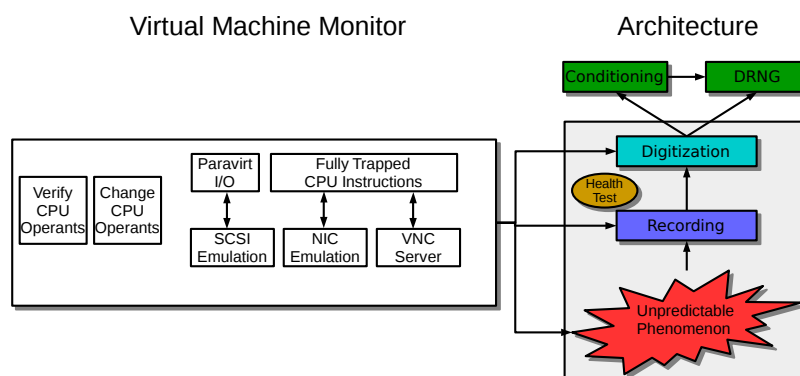 Virtual Machine Monitor
Architecture
Conditioning
DRNG
Paravirt
I/O
Fully Trapped
CPU Instructions
Digitization
Verify
CPU
Operants
Change
CPU
Operants
Health
Test
SCSI
Emulation
NIC
Emulation
VNC
Server
Recording
Unpredictable
Phenomenon